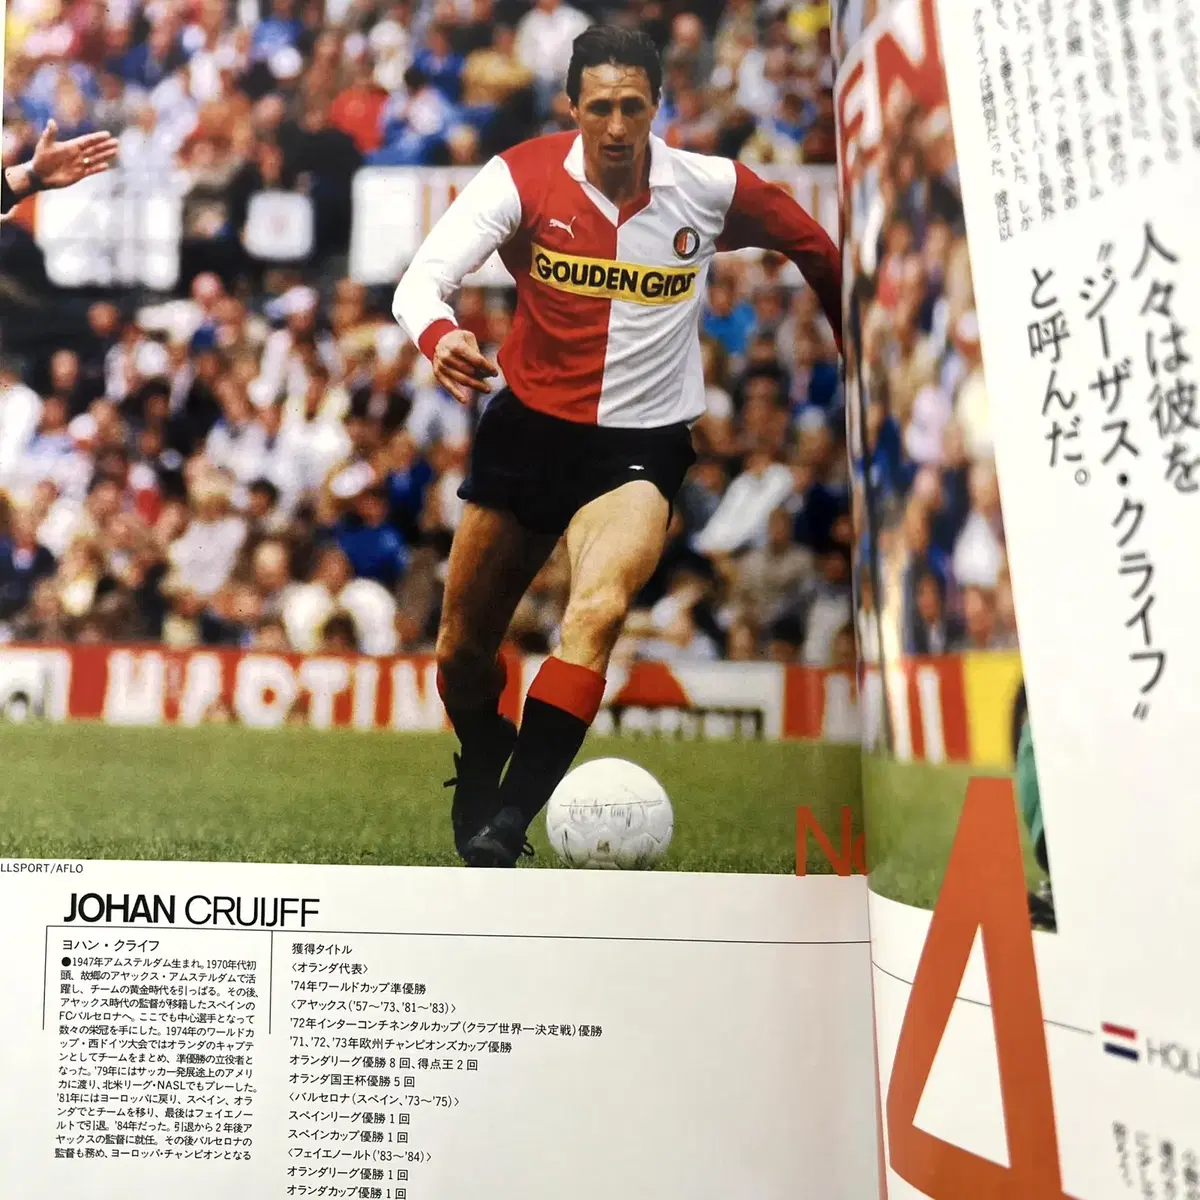 GOUDEN GIDS
MARTINI
LLSPORT/AFLO
No
4
JOHAN CRUIJFF
ヨハン・クライフ
●1947年アムステルダム生まれ。1970年代初
頭、故郷のアヤックス・アムステルダムで活
躍し、チームの黄金時代を引っぱる。その後、
アヤックス時代の監督が移籍したスペインの
FCバルセロナへ。ここでも中心選手となって
数々の栄冠を手にした。1974年のワールドカ
ップ・西ドイツ大会ではオランダのキャプテ
ンとしてチームをまとめ、準優勝の立役者と
なった。'79年にはサッカー発展途上のアメリ
カに渡り、北米リーグ・NASLでもプレーした。
'81年にはヨーロッパに戻り、スペイン、オラ
ンダでとチームを移り、最後はフェイエノー
ルトで引退。'84年だった。引退から2年後ア
ヤックスの監督に就任。その後バルセロナの
監督も務め、ヨーロッパ・チャンピオンとなる
獲得タイトル
〈オランダ代表〉
'74年ワールドカップ準優勝
〈アヤックス('57〜'73、'81〜'83)〉
'72年インターコンチネンタルカップ(クラブ世界一決定戦)優勝
'71、'72、'73年欧州チャンピオンズカップ優勝
オランダリーグ優勝8回、得点王2回
オランダ国王杯優勝5回
〈バルセロナ(スペイン、'73〜'75)〉
スペインリーグ優勝1回
スペインカップ優勝1回
〈フェイエノールト('83〜'84)〉
オランダリーグ優勝1回
オランダカップ優勝1回
人々は彼を
"ジーザス・クライフ"
と呼んだ。
クライフは特別だった。彼は以
HOLL